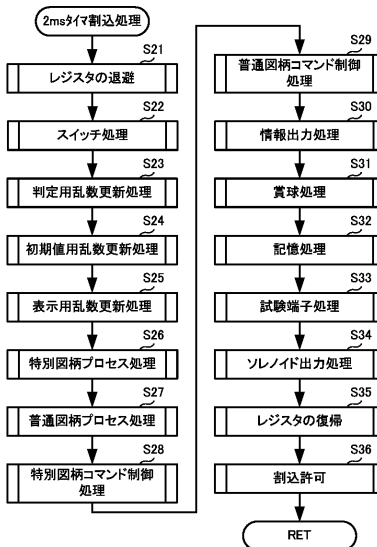 2msタイマ割込処理
S21
レジスタの退避
S22
スイッチ処理
S23
判定用乱数更新処理
S24
初期値用乱数更新処理
S25
表示用乱数更新処理
S26
特別図柄プロセス処理
S27
普通図柄プロセス処理
S28
特別図柄コマンド制御
処理
S29
普通図柄コマンド制御
処理
S30
情報出力処理
S31
賞球処理
S32
記憶処理
S33
試験端子処理
S34
ソレノイド出力処理
S35
レジスタの復帰
S36
割込許可
RET